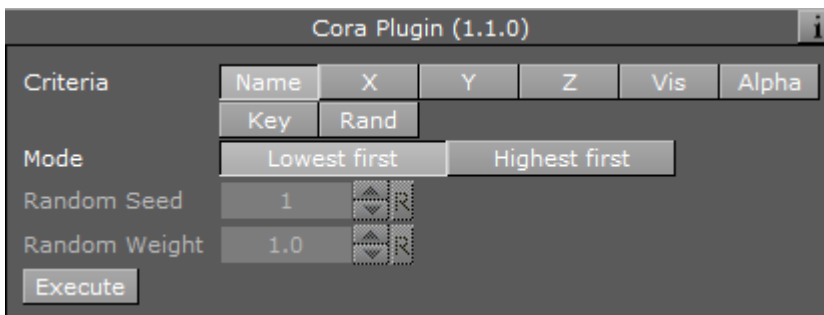 Cora Plugin (1.1.0) i
Criteria Name X Y Z Vis Alpha
Key Rand
Mode Lowest first Highest first
Random Seed 1 R
Random Weight 1.0 R
Execute